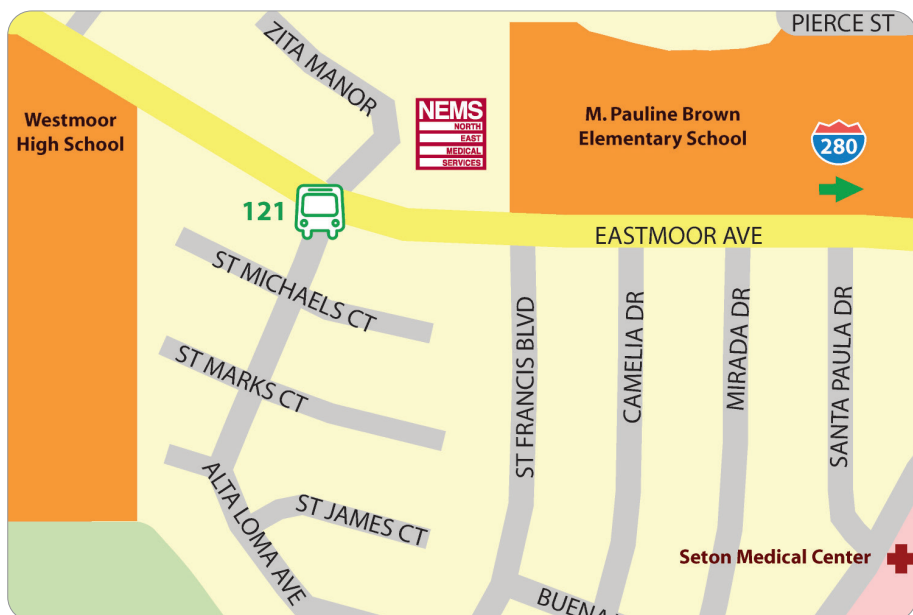 PIERCE ST
ZITA MANOR
NEMS
NORTH
EAST
MEDICAL
SERVICES
Westmoor
High School
M. Pauline Brown
Elementary School
280
121
EASTMOOR AVE
ST MICHAELS CT
ST MARKS CT
ST FRANCIS BLVD
CAMELIA DR
MIRADA DR
SANTA PAULA DR
ALTA LOMA AVE
ST JAMES CT
Seton Medical Center
BUENA